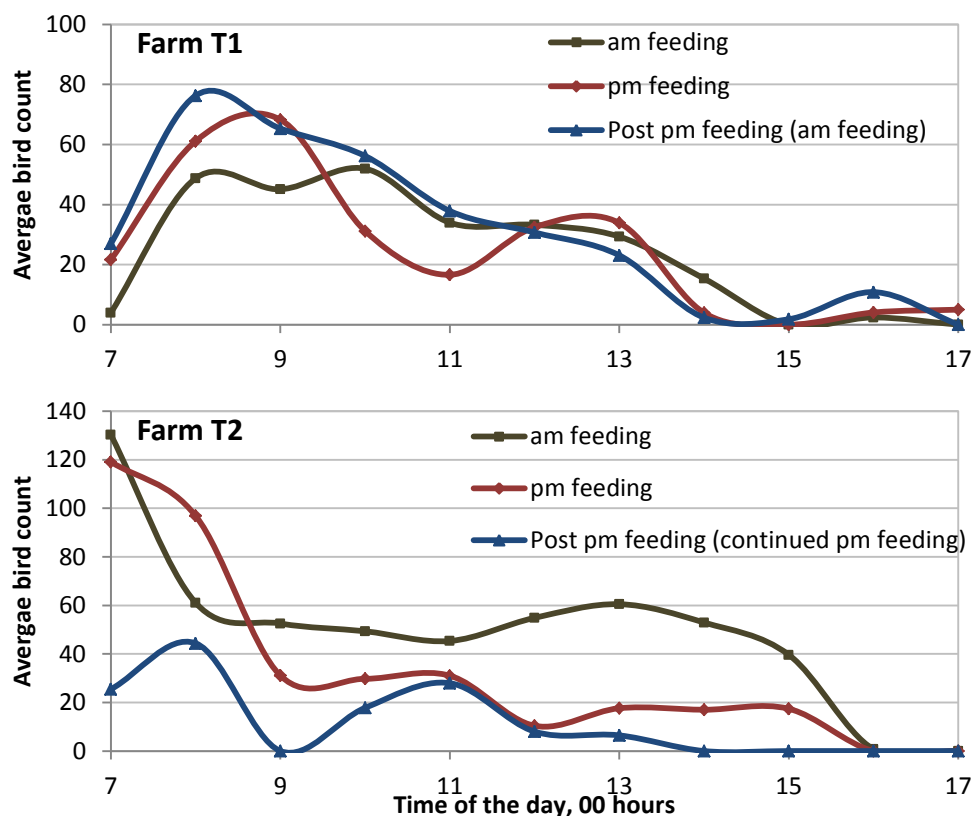 Farm T1
am feeding
pm feeding
Post pm feeding (am feeding)
Avergae bird count
100
80
60
40
20
0
7 9 11 13 15 17
Farm T2
am feeding
pm feeding
Post pm feeding (continued pm feeding)
Avergae bird count
140
120
100
80
60
40
20
0
7 9 11 13 15 17
Time of the day, 00 hours